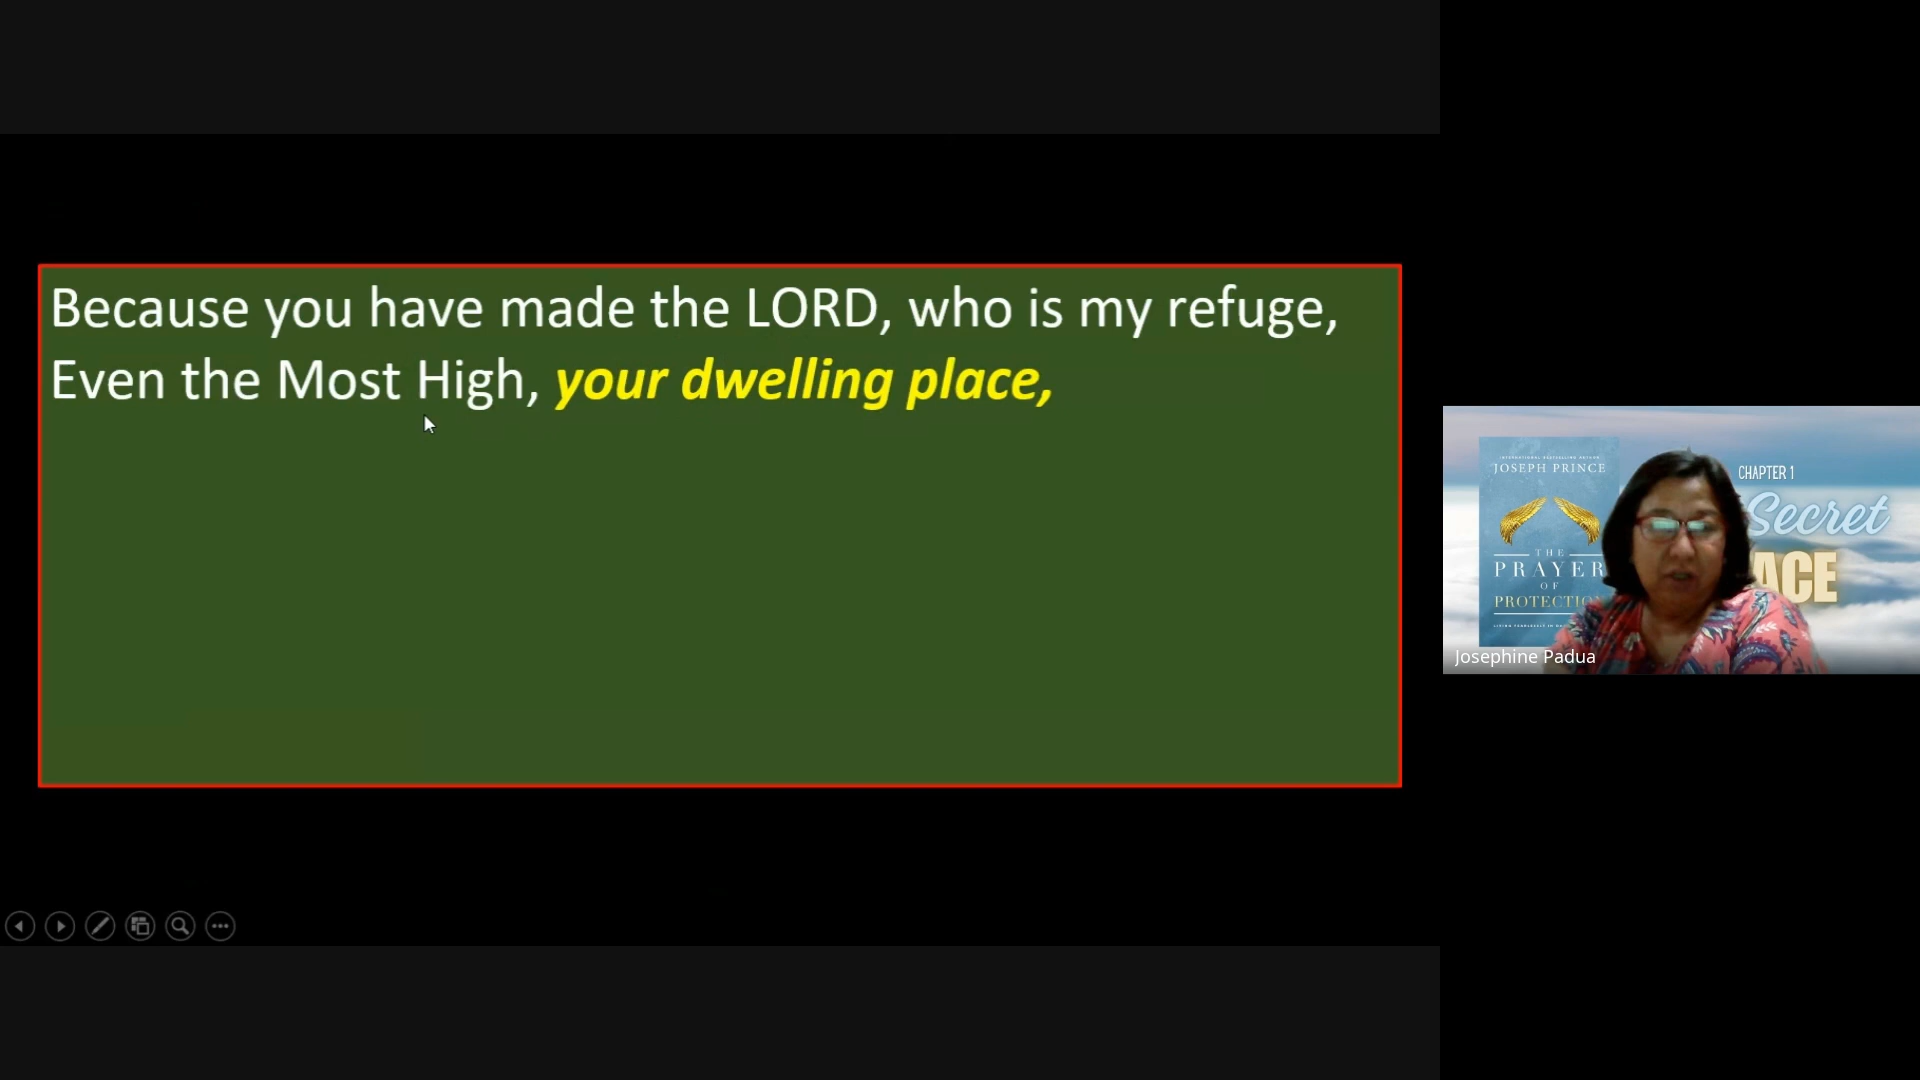 Because you have made the LORD, who is my refuge,
Even the Most High, your dwelling place,
JOSEPH PRINCE
THE
PRAYER
OF
PROTECTIO
CHAPTER 1
Secret
ACE
Josephine Padua